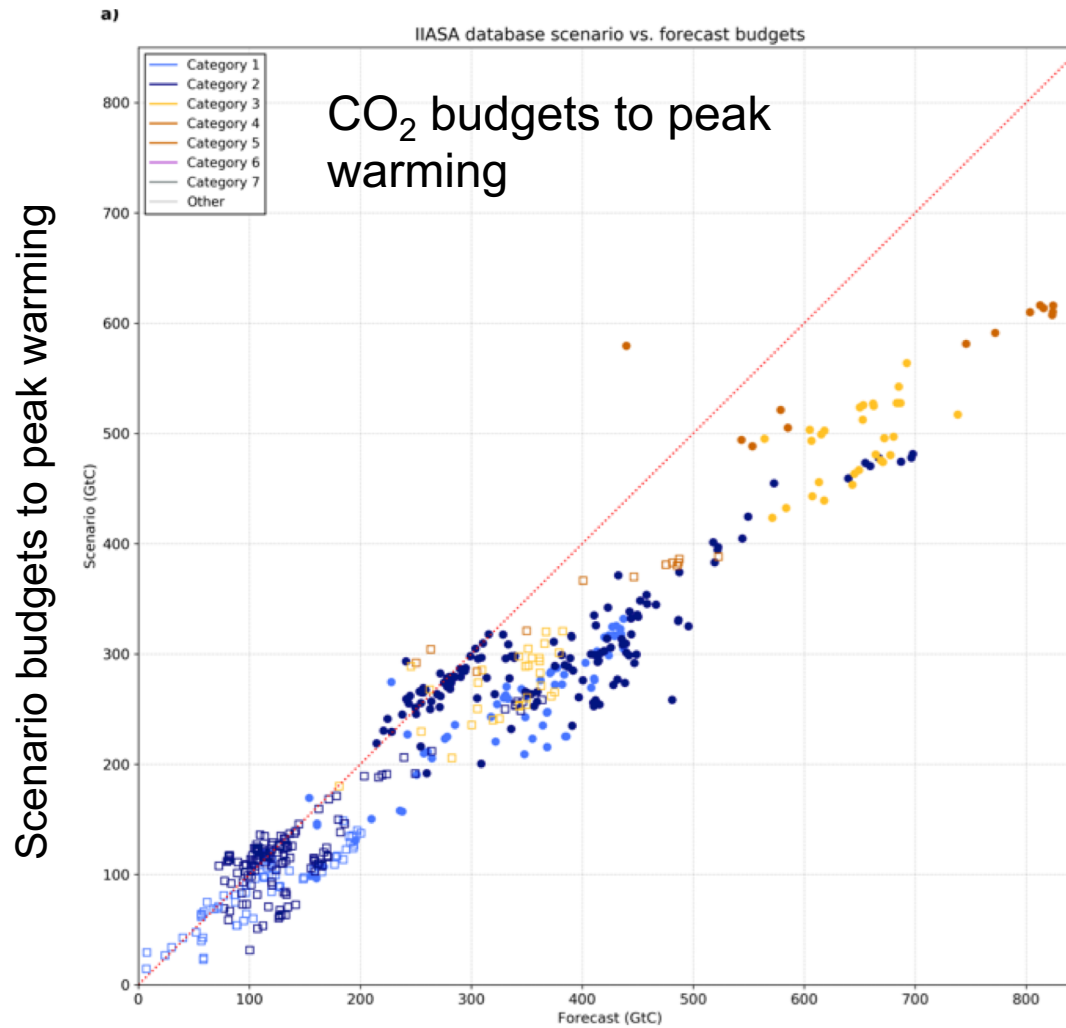 a)
IIASA database scenario vs. forecast budgets
Category 1
Category 2
Category 3
Category 4
Category 5
Category 6
Category 7
Other
CO₂ budgets to peak
warming
Scenario budgets to peak warming
Scenario (GtC)
800
700
600
500
400
300
200
100
0
0 100 200 300 400 500 600 700 800
Forecast (GtC)